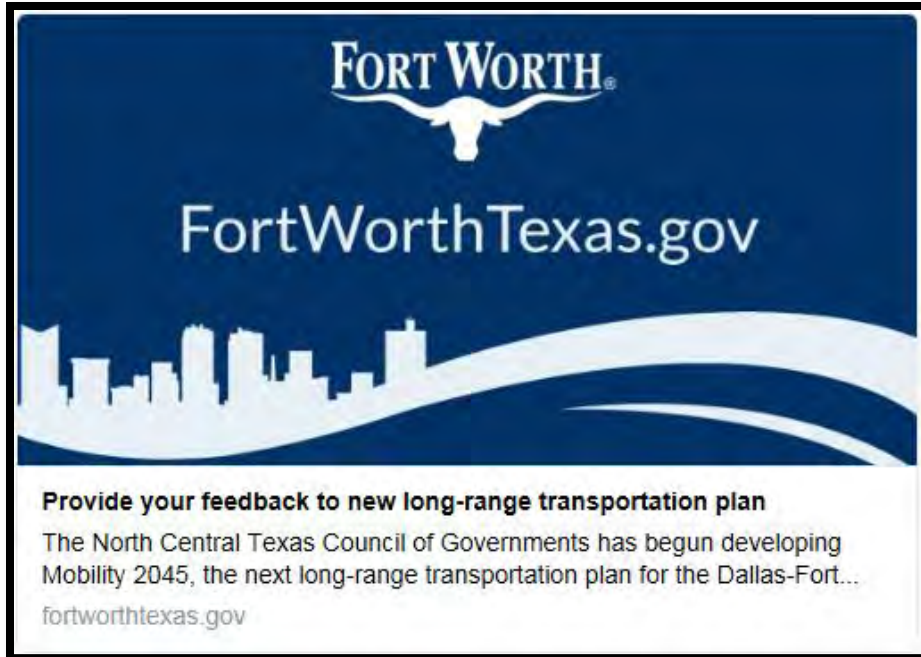 FORT WORTH®
FortWorthTexas.gov
Provide your feedback to new long-range transportation plan
The North Central Texas Council of Governments has begun developing
Mobility 2045, the next long-range transportation plan for the Dallas-Fort...
fortworthtexas.gov